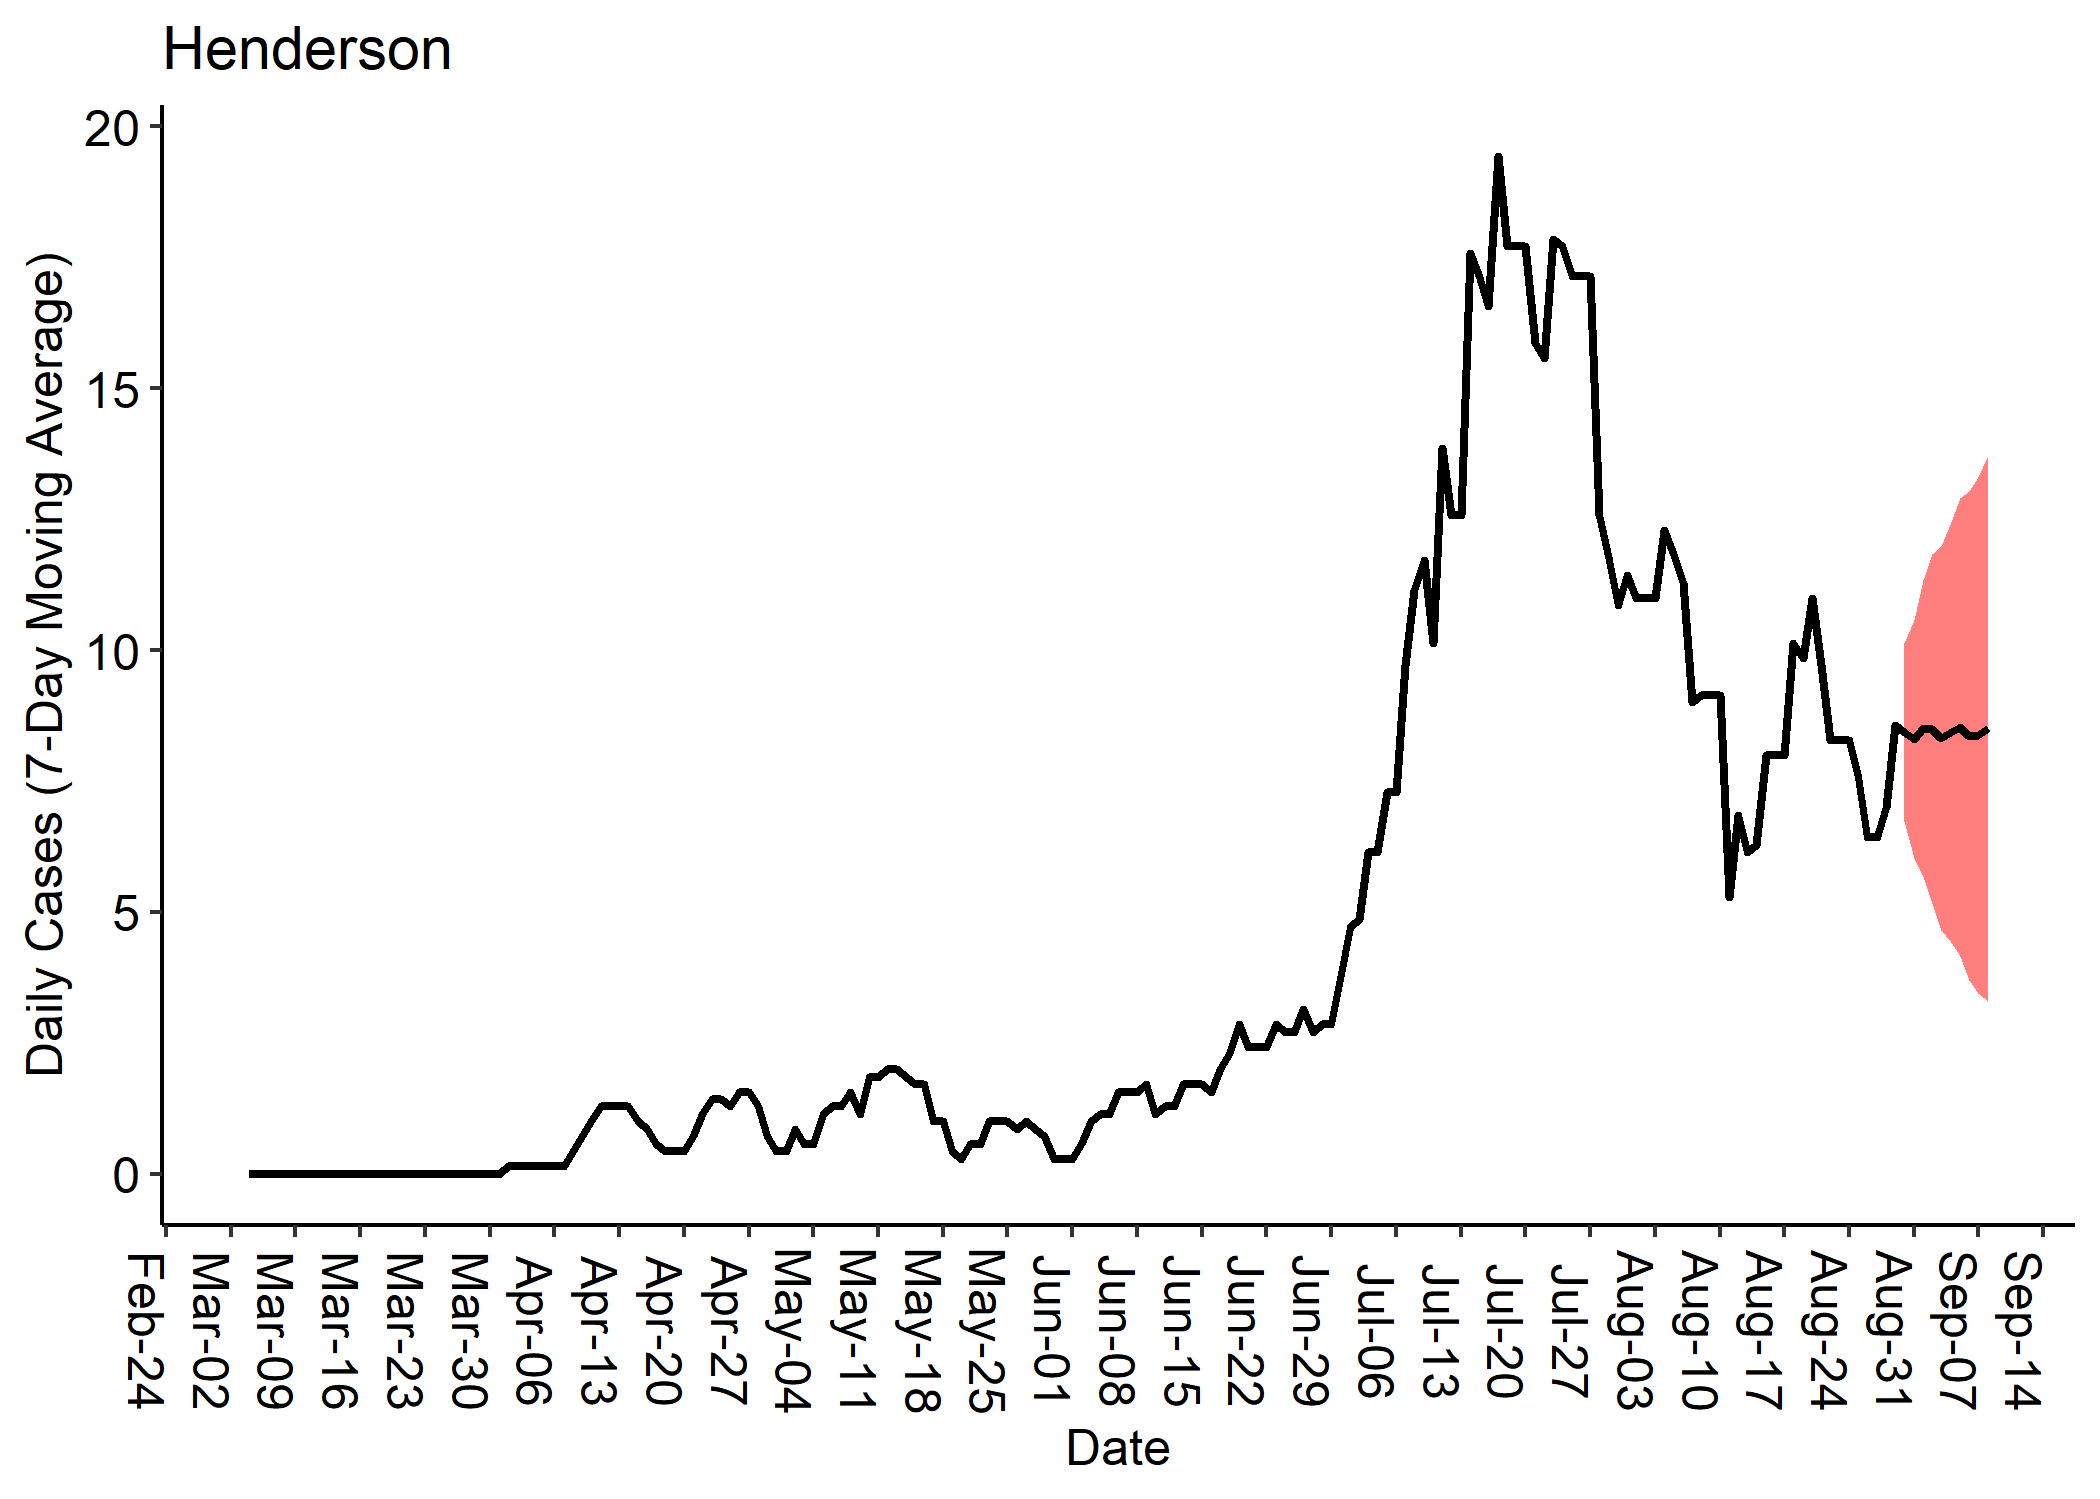 Henderson
Daily Cases (7-Day Moving Average)
20
15
10
5
0
Feb-24
Mar-02
Mar-09
Mar-16
Mar-23
Mar-30
Apr-06
Apr-13
Apr-20
Apr-27
May-04
May-11
May-18
May-25
Jun-01
Jun-08
Jun-15
Jun-22
Jun-29
Jul-06
Jul-13
Jul-20
Jul-27
Aug-03
Aug-10
Aug-17
Aug-24
Aug-31
Sep-07
Sep-14
Date